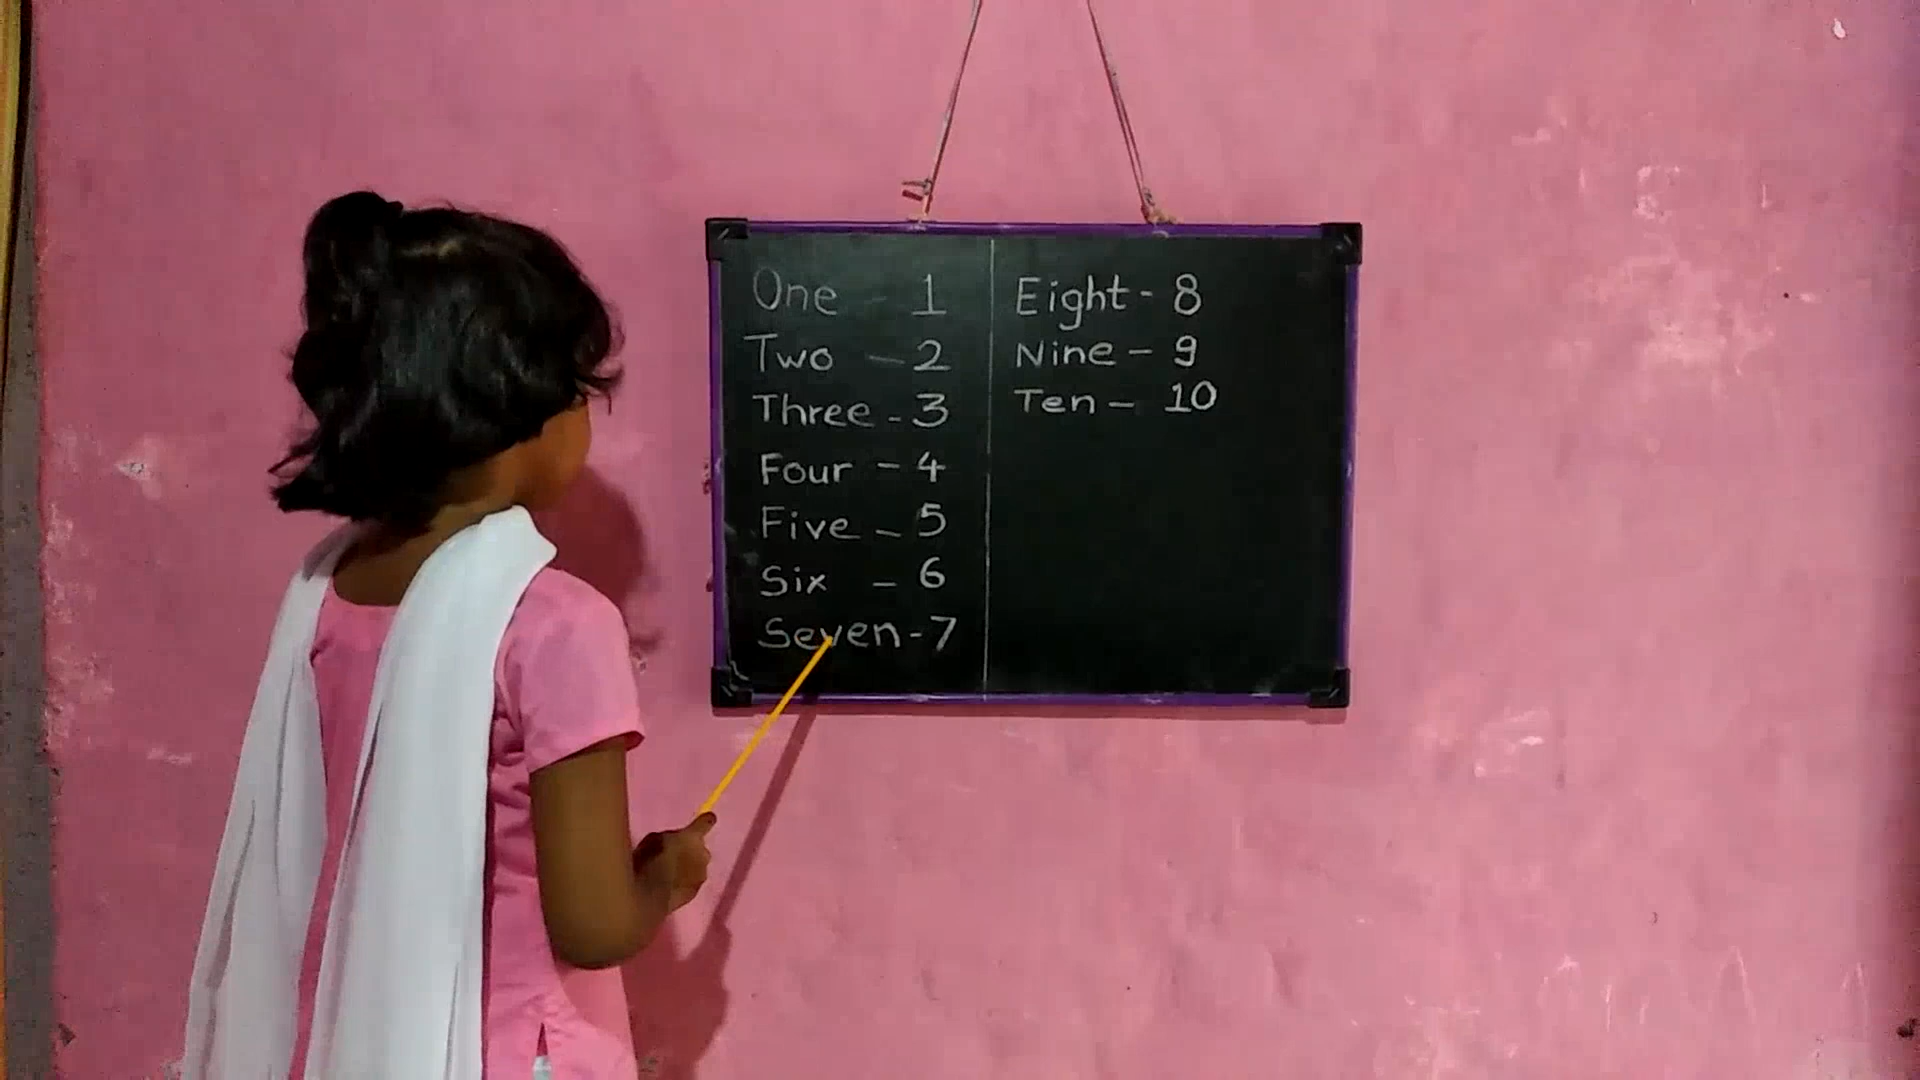 One - 1
Two - 2
Three - 3
Four - 4
Five - 5
Six - 6
Seven - 7
Eight - 8
Nine - 9
Ten - 10